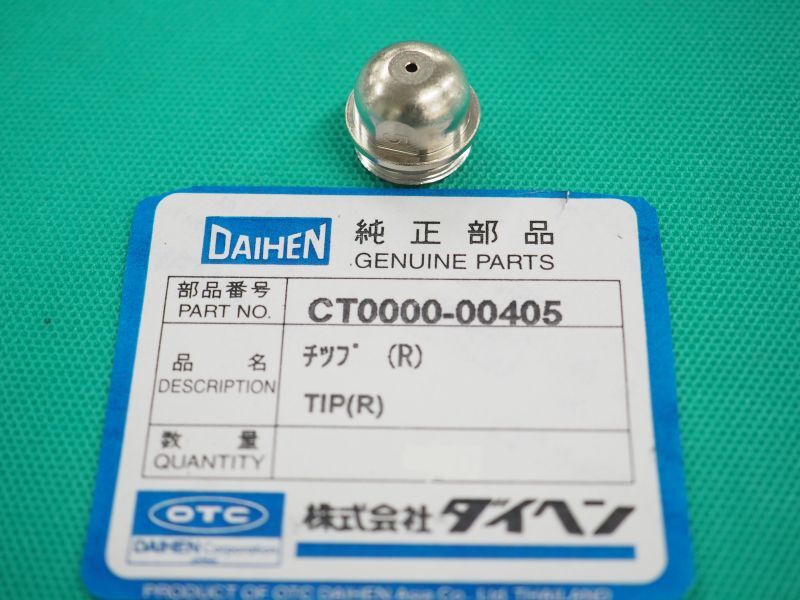 DAIHEN 純正部品
GENUINE PARTS
部品番号
PART NO.
CT0000-00405
品 名
DESCRIPTION
ﾁｯﾌﾟ (R)
TIP(R)
数 量
QUANTITY
OTC
DAIHEN Corporation
株式会社 ダイヘン
PRODUCT OF OTC DAIHEN Asia Co., Ltd. THAILAND